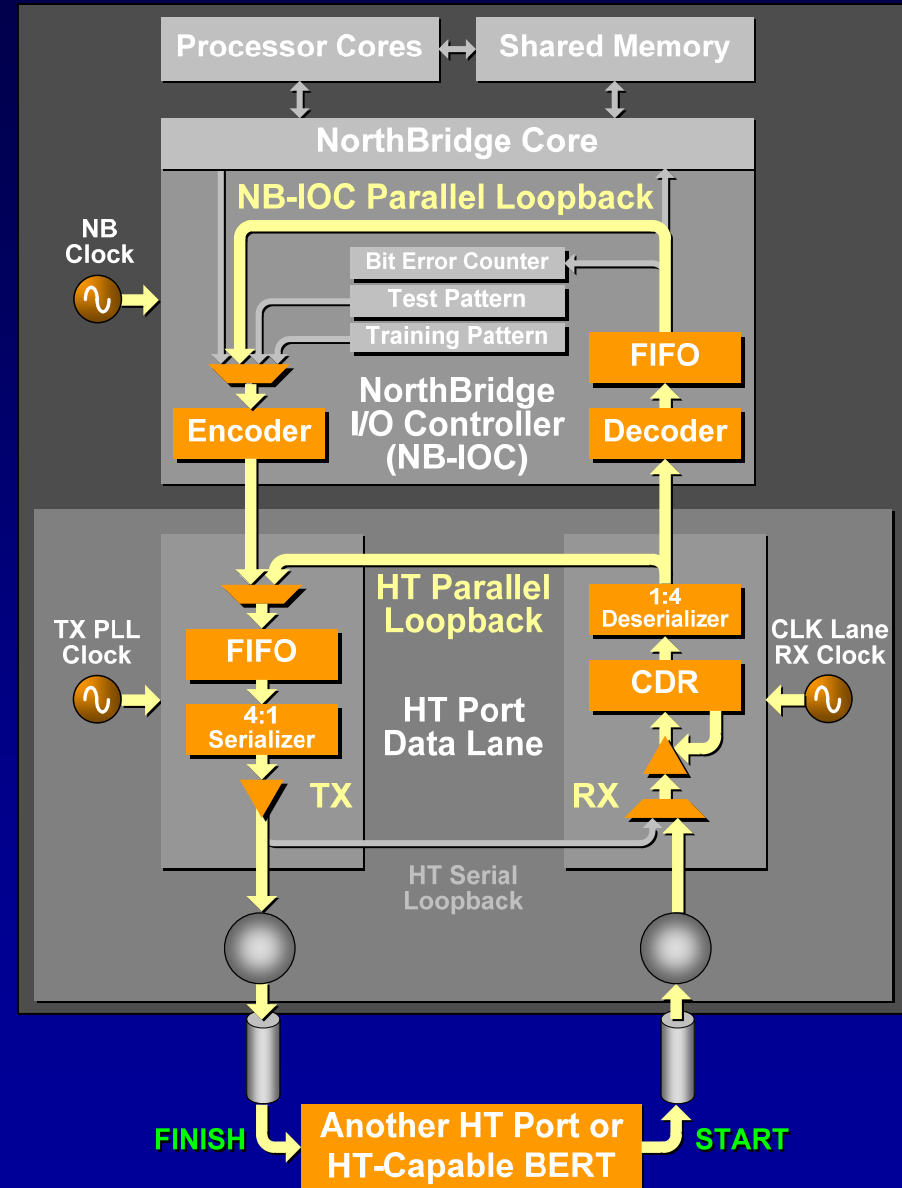 Processor Cores
Shared Memory
NorthBridge Core
NB-IOC Parallel Loopback
NB
Clock
Bit Error Counter
Test Pattern
Training Pattern
FIFO
NorthBridge
I/O Controller
(NB-IOC)
Encoder
Decoder
HT Parallel
Loopback
1:4
Deserializer
TX PLL
Clock
FIFO
CLK Lane
RX Clock
CDR
4:1
Serializer
HT Port
Data Lane
TX
RX
HT Serial
Loopback
FINISH
Another HT Port or
HT-Capable BERT
START